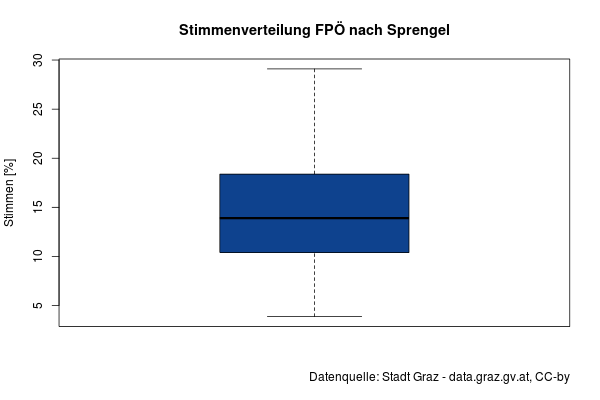 Stimmenverteilung FPÖ nach Sprengel
Stimmen [%]
30
25
20
15
10
5
Datenquelle: Stadt Graz - data.graz.gv.at, CC-by